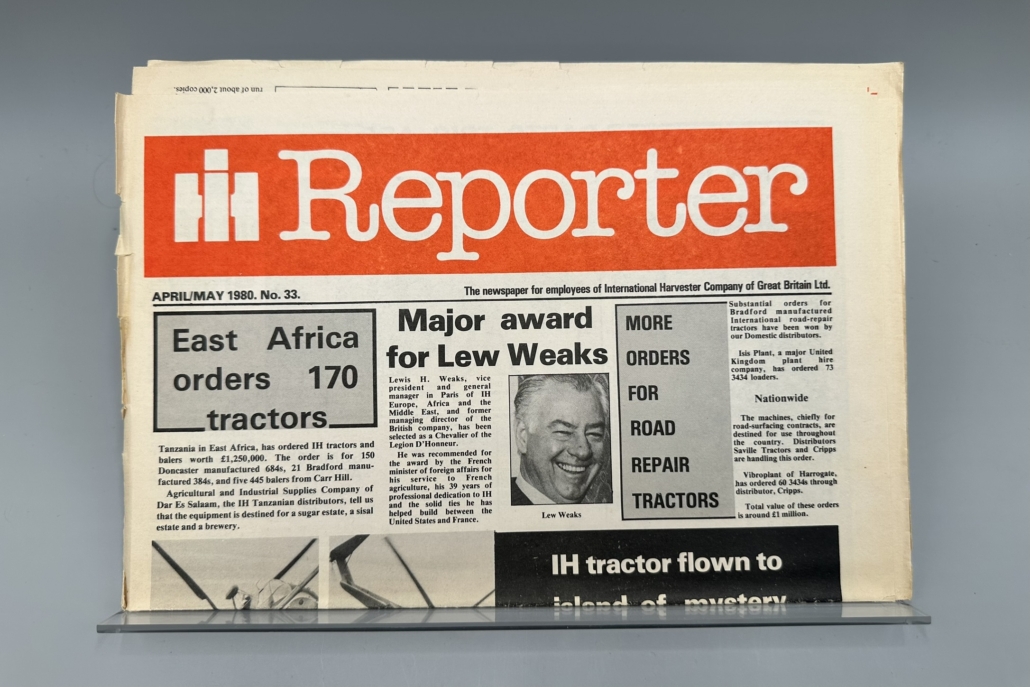 run of about 2,000 copies.
IH Reporter
APRIL/MAY 1980. No. 33.
The newspaper for employees of International Harvester Company of Great Britain Ltd.
East Africa
orders 170
tractors
Tanzania in East Africa, has ordered IH tractors and
balers worth £1,250,000. The order is for 150
Doncaster manufactured 684s, 21 Bradford manu-
factured 384s, and five 445 balers from Carr Hill.
Agricultural and Industrial Supplies Company of
Dar Es Salaam, the IH Tanzanian distributors, tell us
that the equipment is destined for a sugar estate, a sisal
estate and a brewery.
Major award
for Lew Weaks
Lewis H. Weaks, vice
president and general
manager in Paris of IH
Europe, Africa and the
Middle East, and former
managing director of the
British company, has been
selected as a Chevalier of the
Legion D'Honneur.
He was recommended for
the award by the French
minister of foreign affairs for
his service to French
agriculture, his 39 years of
professional dedication to IH
and the solid ties he has
helped build between the
United States and France.
Lew Weaks
MORE
ORDERS
FOR
ROAD
REPAIR
TRACTORS
Substantial orders for
Bradford manufactured
International road-repair
tractors have been won by
our Domestic distributors.
Isis Plant, a major United
Kingdom plant hire
company, has ordered 73
3434 loaders.
Nationwide
The machines, chiefly for
road-surfacing contracts, are
destined for use throughout
the country. Distributors
Saville Tractors and Cripps
are handling this order.
Vibroplant of Harrogate,
has ordered 60 3434s through
distributor, Cripps.
Total value of these orders
is around £1 million.
IH tractor flown to
island of mystery